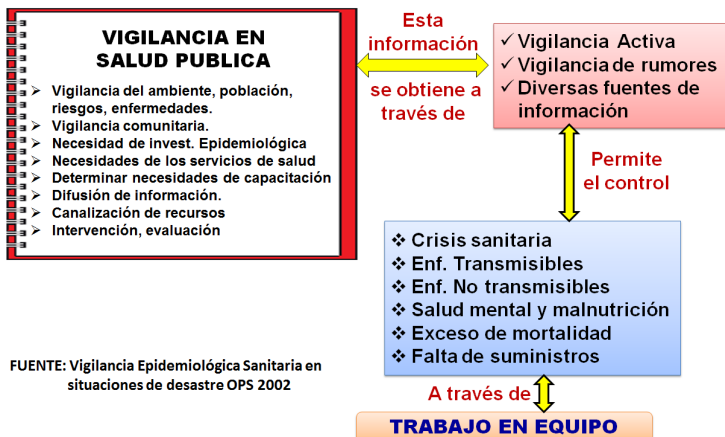 VIGILANCIA EN
SALUD PUBLICA
Vigilancia del ambiente, población,
riesgos, enfermedades.
Vigilancia comunitaria.
Necesidad de invest. Epidemiológica
Necesidades de los servicios de salud
Determinar necesidades de capacitación
Difusión de información.
Canalización de recursos
Intervención, evaluación
Esta
información
se obtiene a
través de
✓ Vigilancia Activa
✓ Vigilancia de rumores
✓ Diversas fuentes de
información
Permite
el control
Crisis sanitaria
Enf. Transmisibles
Enf. No transmisibles
Salud mental y malnutrición
Exceso de mortalidad
Falta de suministros
A través de
TRABAJO EN EQUIPO
FUENTE: Vigilancia Epidemiológica Sanitaria en
situaciones de desastre OPS 2002